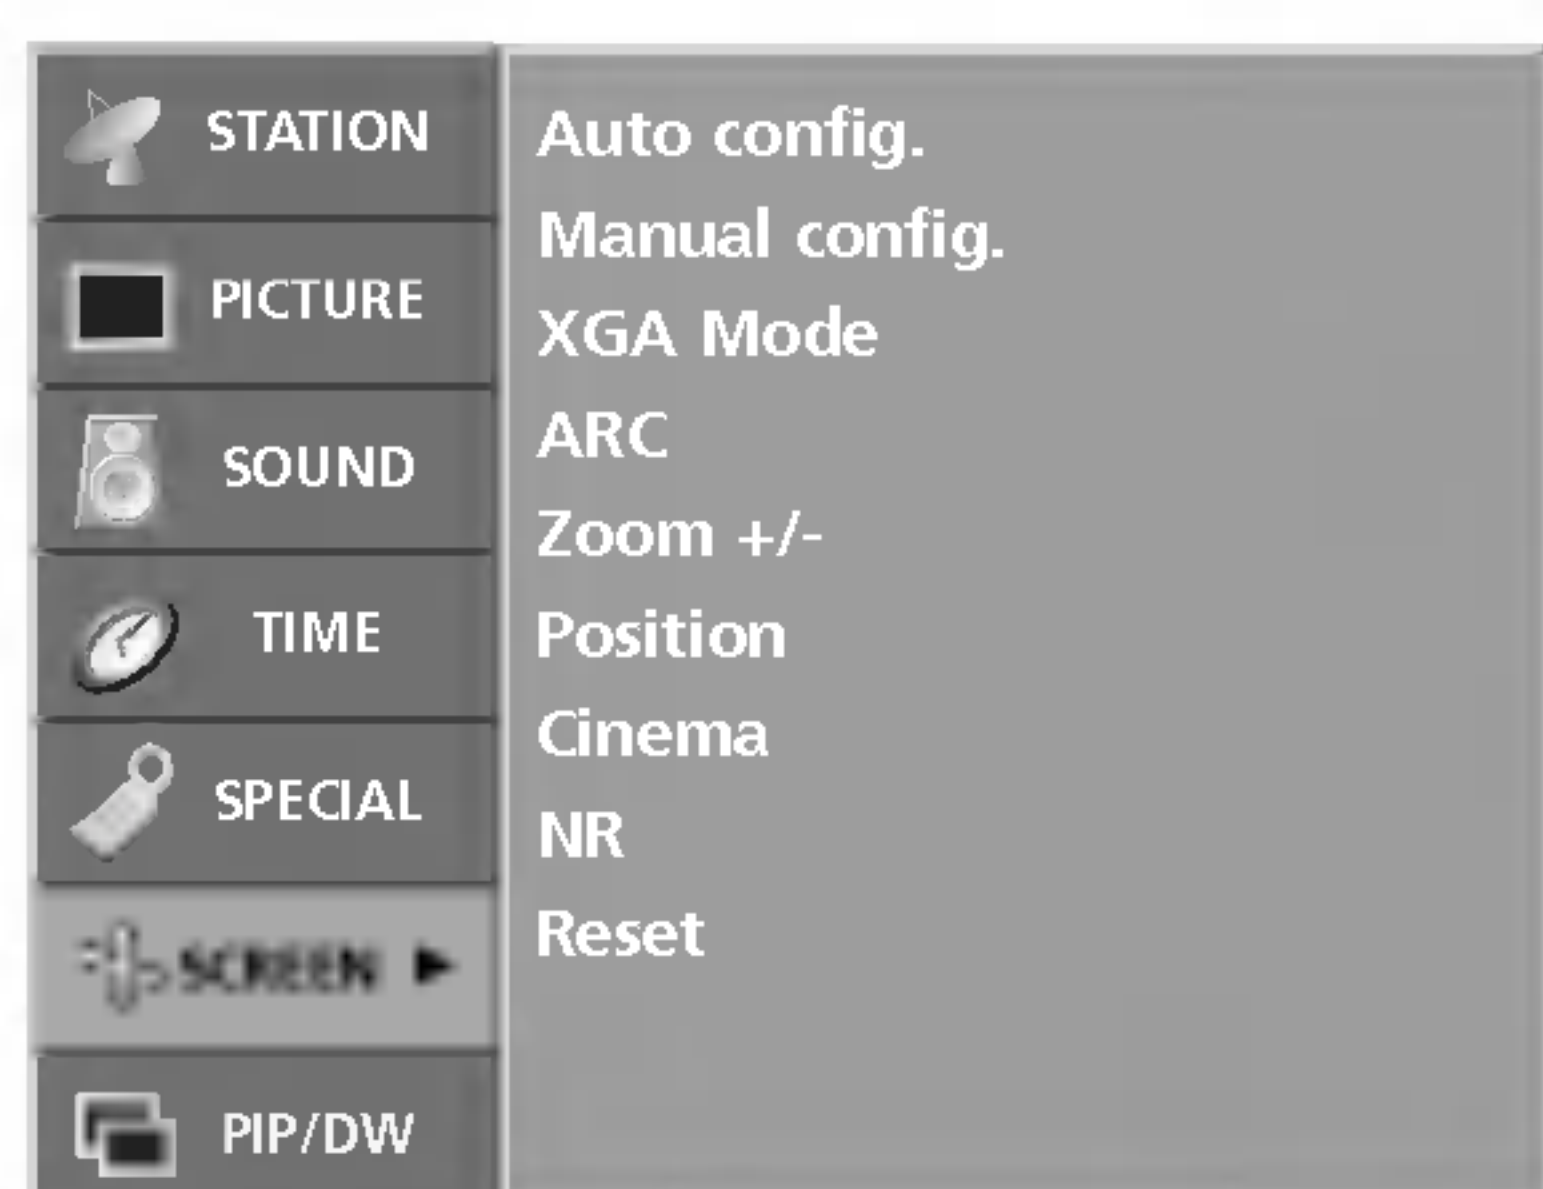 STATION
PICTURE
SOUND
TIME
SPECIAL
SCREEN ►
PIP/DW
Auto config.
Manual config.
XGA Mode
ARC
Zoom +/-
Position
Cinema
NR
Reset